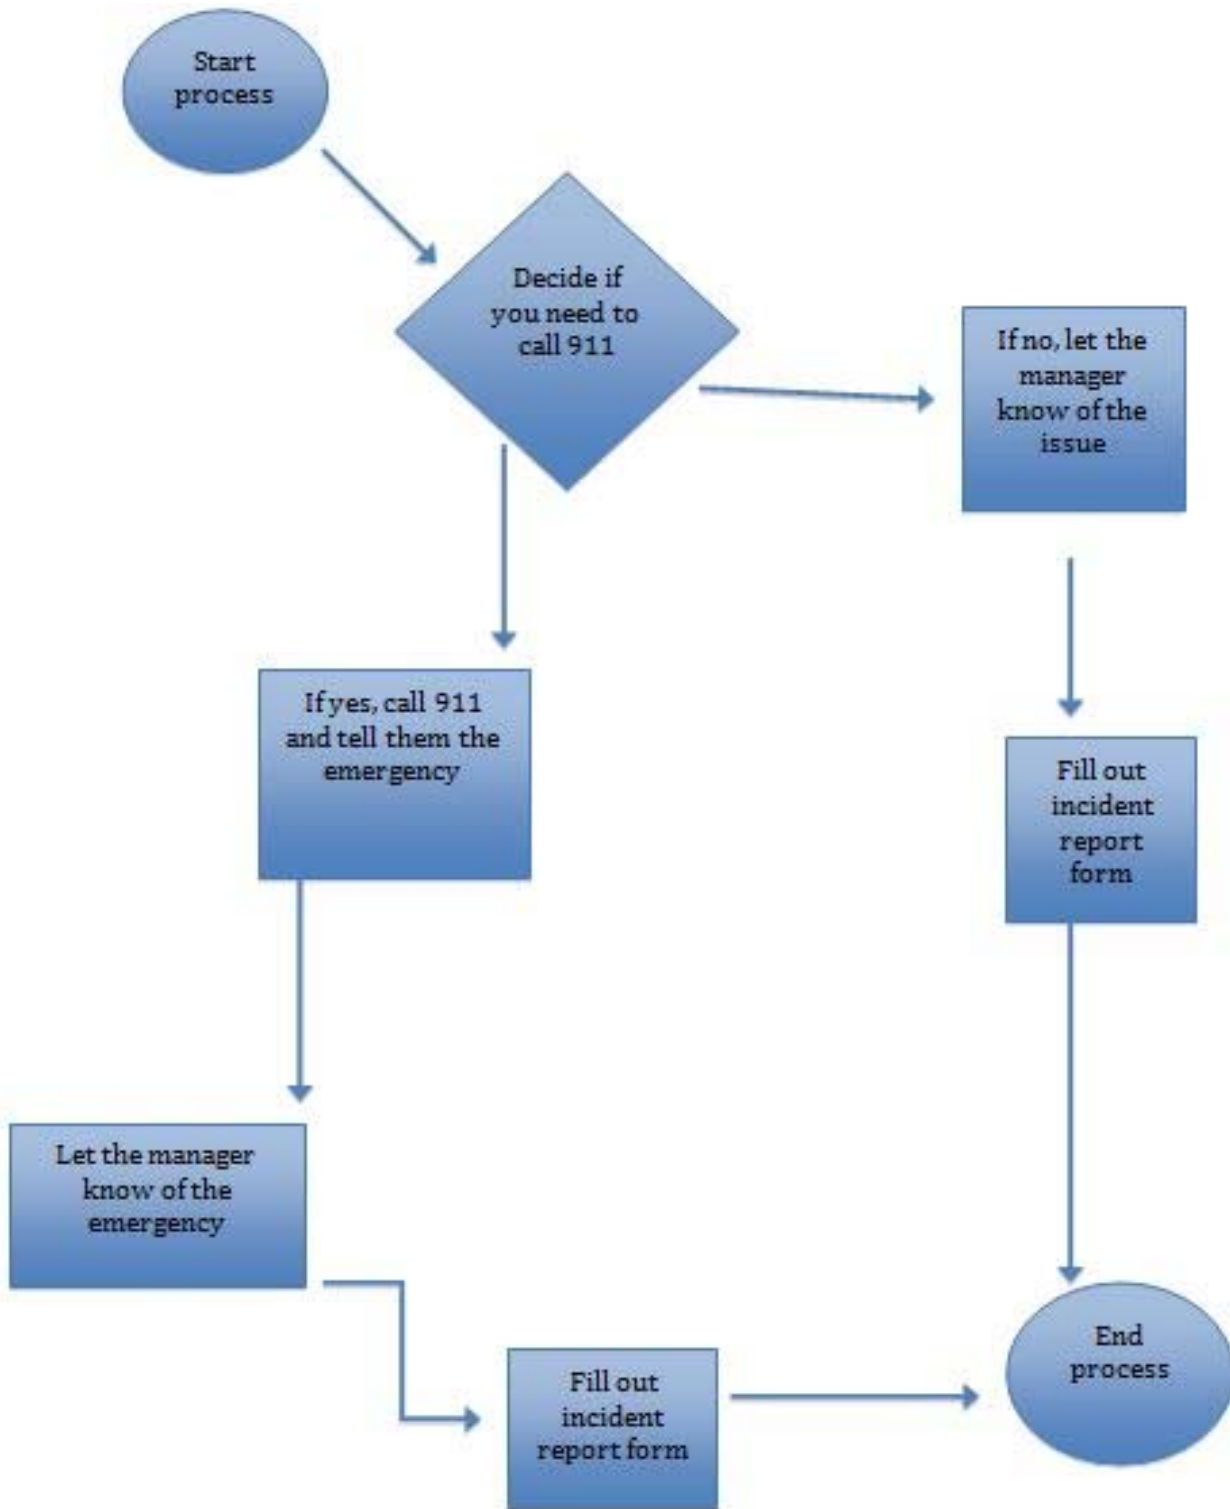 Start
process
Decide if
you need to
call 911
If no, let the
manager
know of the
issue
If yes, call 911
and tell them the
emergency
Fill out
incident
report
form
Let the manager
know of the
emergency
Fill out
incident
report form
End
process